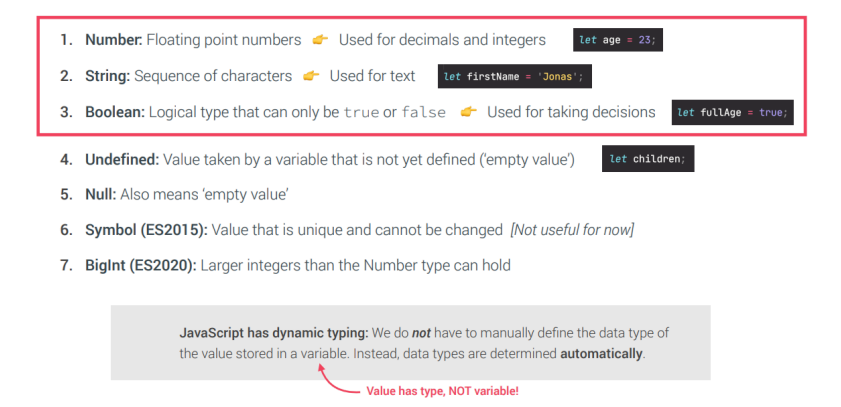 1. Number: Floating point numbers 👉 Used for decimals and integers let age = 23;
2. String: Sequence of characters 👉 Used for text let firstName = 'Jonas';
3. Boolean: Logical type that can only be true or false 👉 Used for taking decisions let fullAge = true;
4. Undefined: Value taken by a variable that is not yet defined (‘empty value’) let children;
5. Null: Also means ‘empty value’
6. Symbol (ES2015): Value that is unique and cannot be changed [Not useful for now]
7. BigInt (ES2020): Larger integers than the Number type can hold
JavaScript has dynamic typing: We do not have to manually define the data type of
the value stored in a variable. Instead, data types are determined automatically.
Value has type, NOT variable!